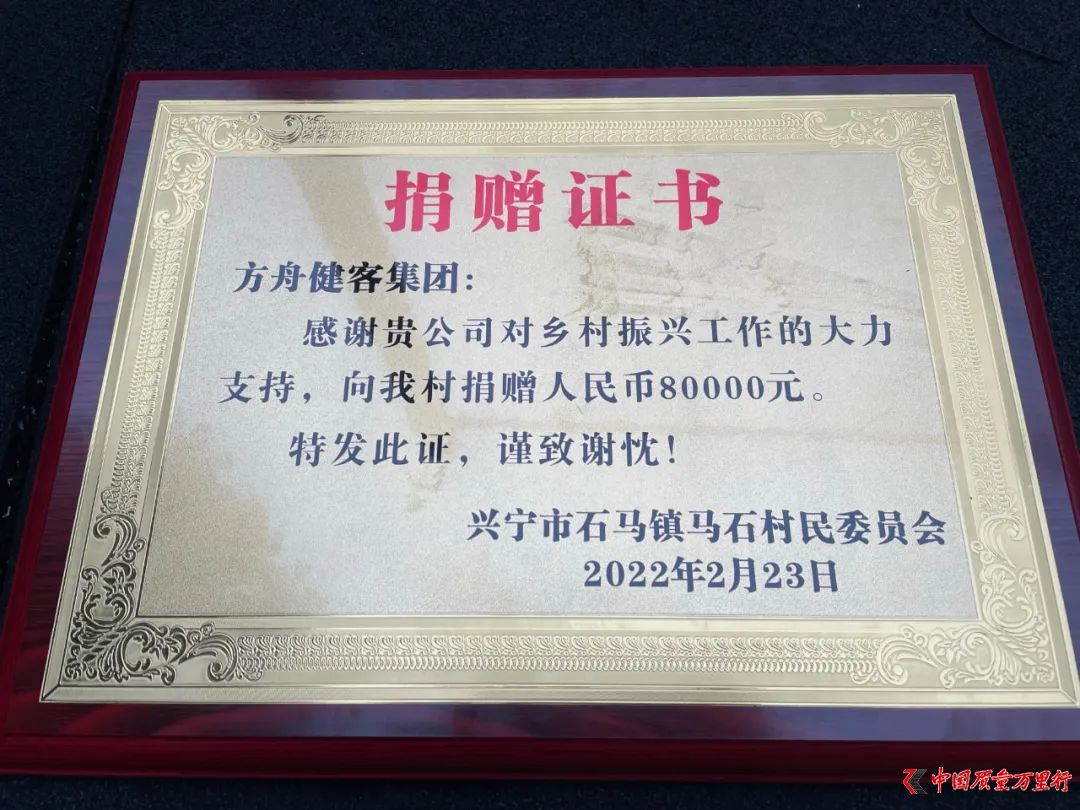 捐赠证书
方舟健客集团：
感谢贵公司对乡村振兴工作的大力
支持，向我村捐赠人民币80000元。
特发此证，谨致谢忱！
兴宁市石马镇马石村民委员会
2022年2月23日
中国质量万里行